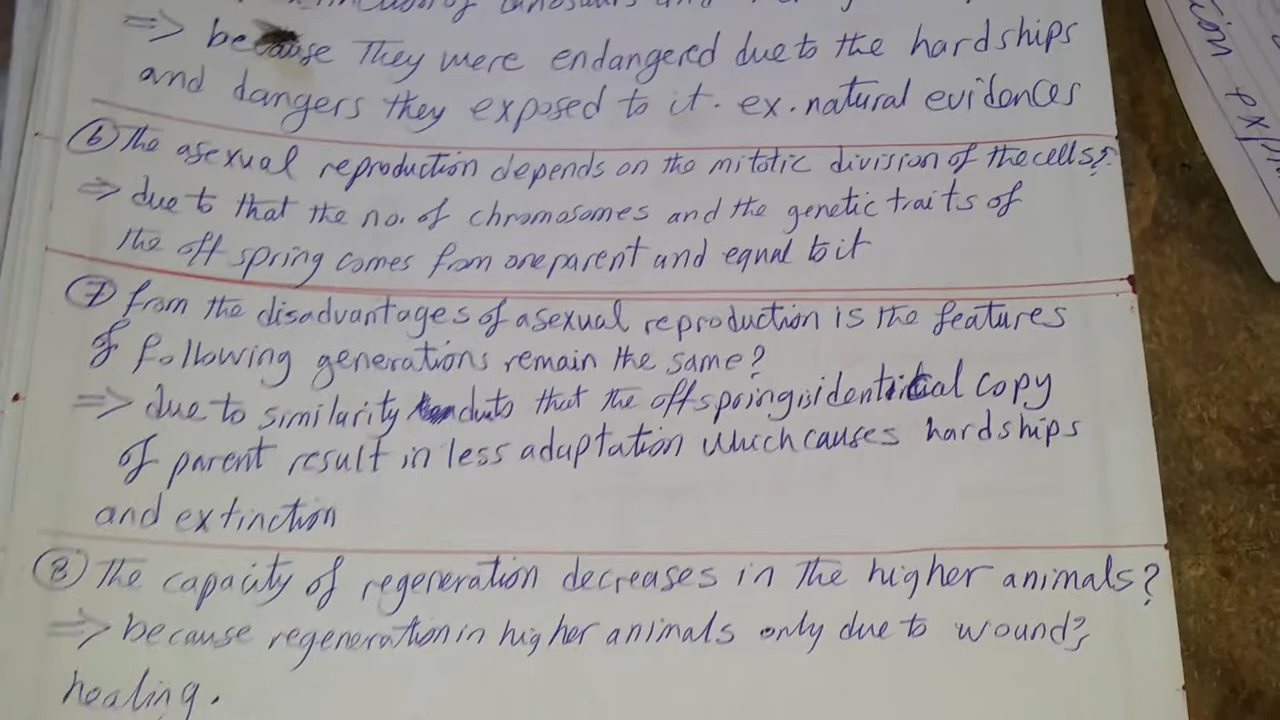 of dinosaurs and
=> because They were endangered due to the hardships
and dangers they exposed to it. ex. natural evidences
⑥ The asexual reproduction depends on the mitotic division of the cells?
=> due to that the no. of chromosomes and the genetic traits of
the off spring comes from one parent and equal to it
⑦ from the disadvantages of asexual reproduction is the features
of following generations remain the same?
=> due to similarity that the offspring is identical copy
of parent result in less adaptation which causes hardships
and extinction
⑧ The capacity of regeneration decreases in the higher animals?
=> because regeneration in higher animals only due to wound's
healing.